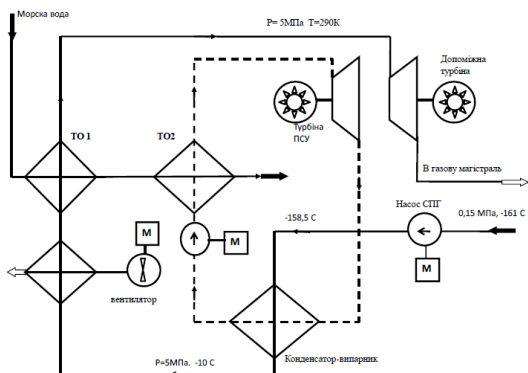 Морска вода
P= 5МПа T=290К
Допоміжна
турбіна
ТО 1
ТО2
Турбіна
ПСУ
В газову магістраль
Насос СПГ
-158,5 С
0,15 МПа, -161 С
М
М
М
вентилятор
Конденсатор-випарник
P=5МПа. -10 С